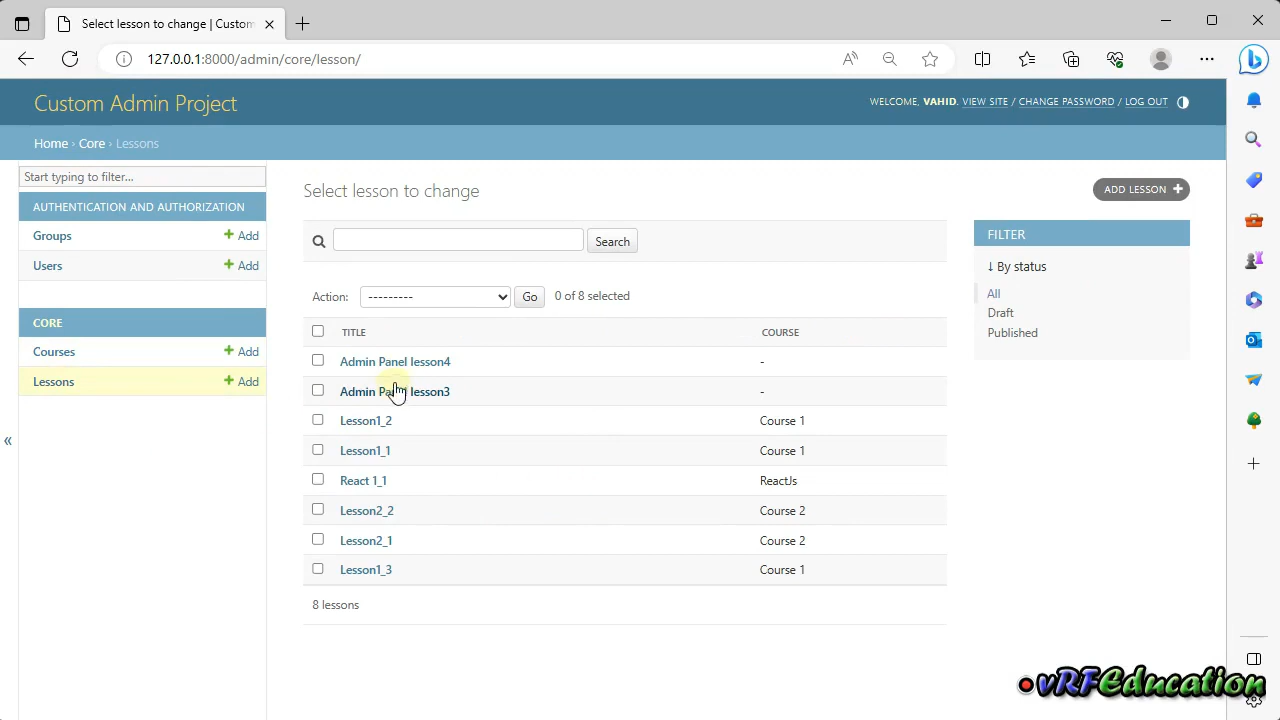 Select lesson to change | Custom
127.0.0.1:8000/admin/core/lesson/
Custom Admin Project
WELCOME, VAHID. VIEW SITE / CHANGE PASSWORD / LOG OUT
Home › Core › Lessons
Start typing to filter...
AUTHENTICATION AND AUTHORIZATION
Groups + Add
Users + Add
CORE
Courses + Add
Lessons + Add
«
Select lesson to change
ADD LESSON +
Search
Action: --------- Go 0 of 8 selected
TITLE COURSE
Admin Panel lesson4 -
Admin Panel lesson3 -
Lesson1_2 Course 1
Lesson1_1 Course 1
React 1_1 ReactJs
Lesson2_2 Course 2
Lesson2_1 Course 2
Lesson1_3 Course 1
8 lessons
FILTER
↓ By status
All
Draft
Published
vRFEducation